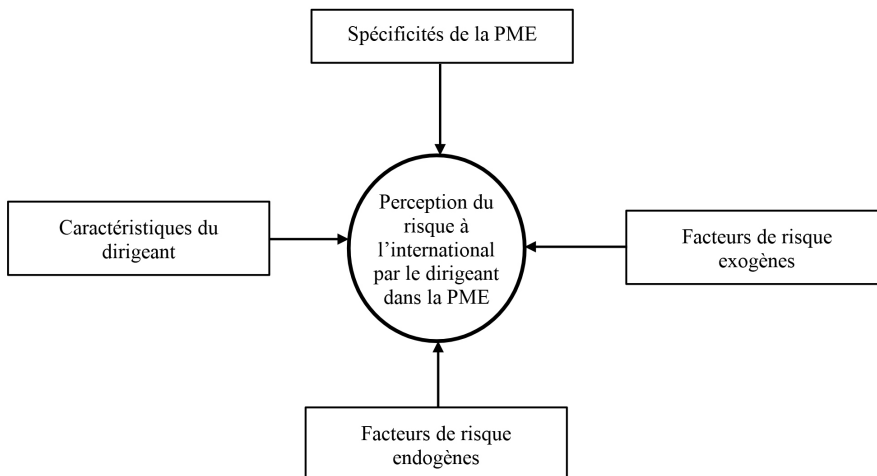 Spécificités de la PME
Caractéristiques du
dirigeant
Perception du
risque à
l’international
par le dirigeant
dans la PME
Facteurs de risque
exogènes
Facteurs de risque
endogènes